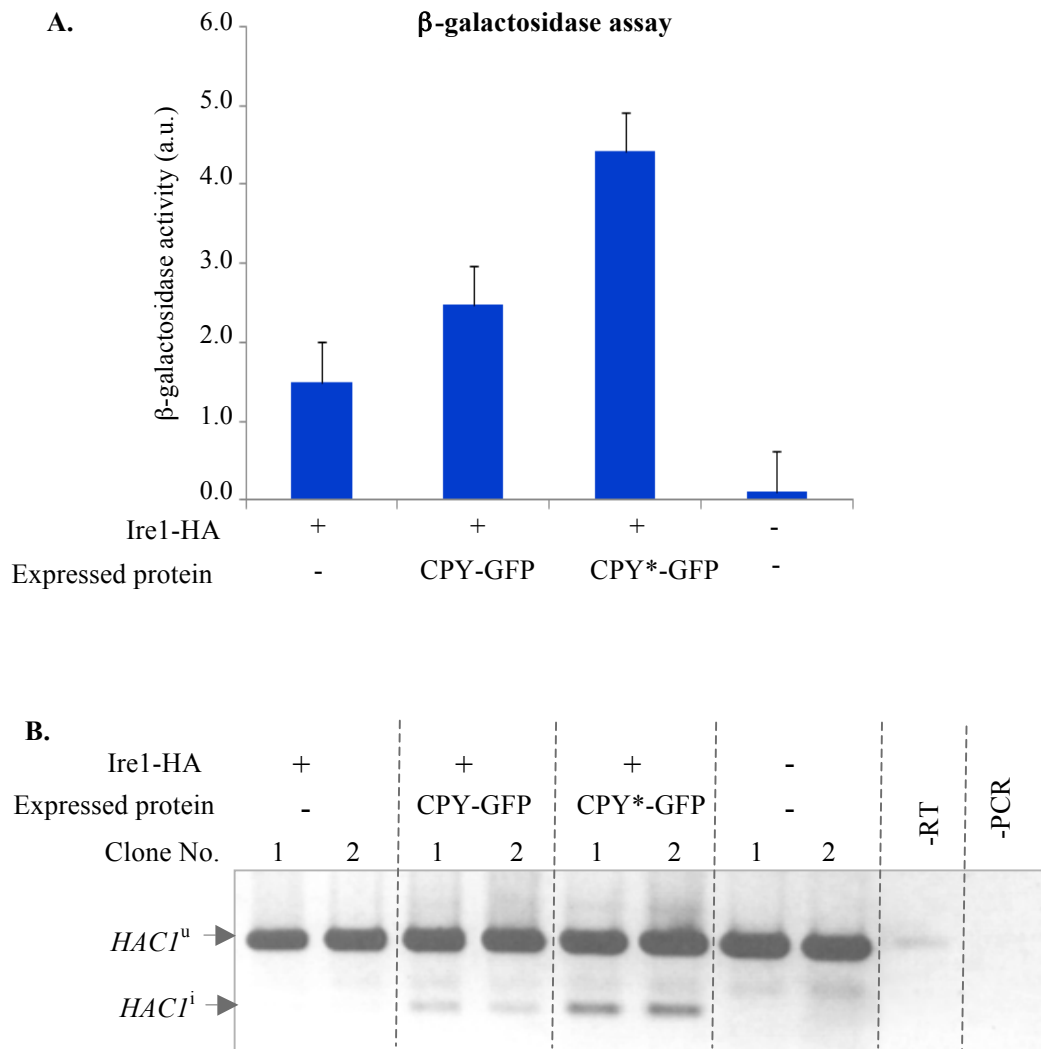 A.
β-galactosidase assay
β-galactosidase activity (a.u.)
6.0
5.0
4.0
3.0
2.0
1.0
0.0
Ire1-HA + + + -
Expressed protein - CPY-GFP CPY*-GFP -
B.
Ire1-HA + + + -
Expressed protein - CPY-GFP CPY*-GFP -
-RT
-PCR
Clone No. 1 2 1 2 1 2 1 2
HAC1ᵘ
HAC1ⁱ